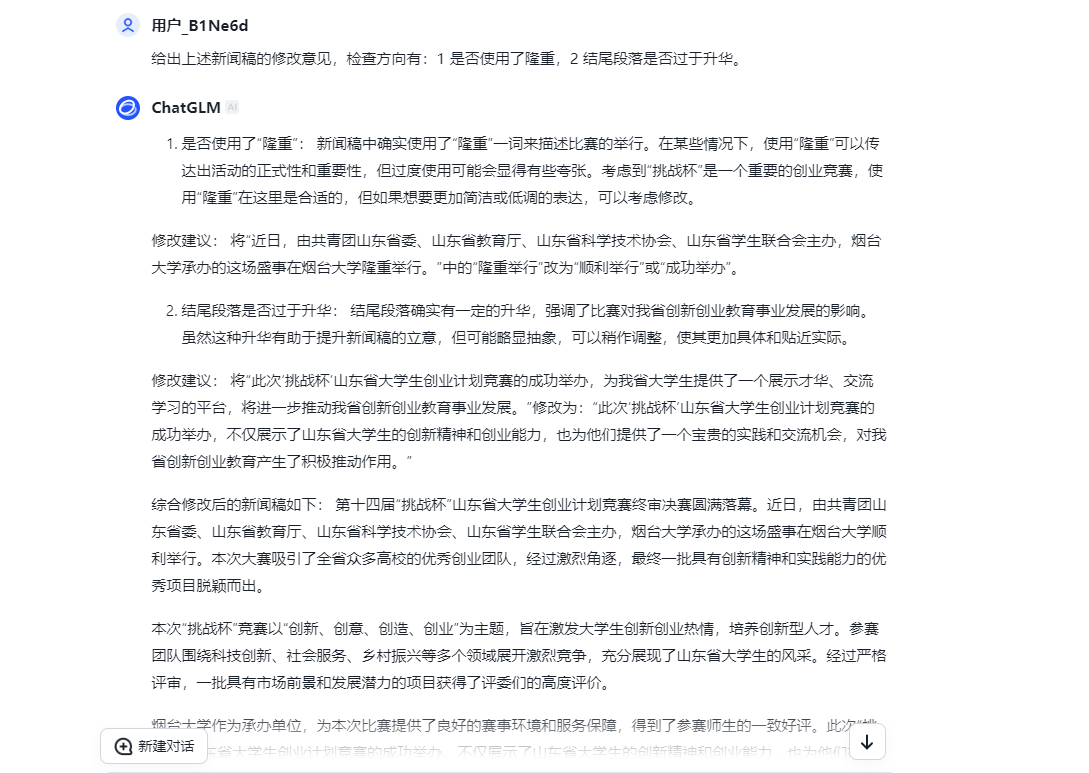 用户_B1Ne6d
给出上述新闻稿的修改意见，检查方向有：1 是否使用了隆重，2 结尾段落是否过于升华。
ChatGLM AI
1. 是否使用了“隆重”： 新闻稿中确实使用了“隆重”一词来描述比赛的举行。在某些情况下，使用“隆重”可以传
达出活动的正式性和重要性，但过度使用可能会显得有些夸张。考虑到“挑战杯”是一个重要的创业竞赛，使
用“隆重”在这里是合适的，但如果想要更加简洁或低调的表达，可以考虑修改。
修改建议： 将“近日，由共青团山东省委、山东省教育厅、山东省科学技术协会、山东省学生联合会主办，烟台
大学承办的这场盛事在烟台大学隆重举行。”中的“隆重举行”改为“顺利举行”或“成功举办”。
2. 结尾段落是否过于升华： 结尾段落确实有一定的升华，强调了比赛对我省创新创业教育事业发展的影响。
虽然这种升华有助于提升新闻稿的立意，但可能略显抽象，可以稍作调整，使其更加具体和贴近实际。
修改建议： 将“此次‘挑战杯’山东省大学生创业计划竞赛的成功举办，为我省大学生提供了一个展示才华、交流
学习的平台，将进一步推动我省创新创业教育事业发展。”修改为：“此次‘挑战杯’山东省大学生创业计划竞赛的
成功举办，不仅展示了山东省大学生的创新精神和创业能力，也为他们提供了一个宝贵的实践和交流机会，对我
省创新创业教育产生了积极推动作用。”
综合修改后的新闻稿如下： 第十四届“挑战杯”山东省大学生创业计划竞赛终审决赛圆满落幕。近日，由共青团山
东省委、山东省教育厅、山东省科学技术协会、山东省学生联合会主办，烟台大学承办的这场盛事在烟台大学顺
利举行。本次大赛吸引了全省众多高校的优秀创业团队，经过激烈角逐，最终一批具有创新精神和实践能力的优
秀项目脱颖而出。
本次“挑战杯”竞赛以“创新、创意、创造、创业”为主题，旨在激发大学生创新创业热情，培养创新型人才。参赛
团队围绕科技创新、社会服务、乡村振兴等多个领域展开激烈竞争，充分展现了山东省大学生的风采。经过严格
评审，一批具有市场前景和发展潜力的项目获得了评委们的高度评价。
烟台大学作为承办单位，为本次比赛提供了良好的赛事环境和服务保障，得到了参赛师生的一致好评。此次“挑
东省大学生创业计划竞赛的成功举办，不仅展示了山东省大学生的创新精神和创业能力，也为他们
新建对话